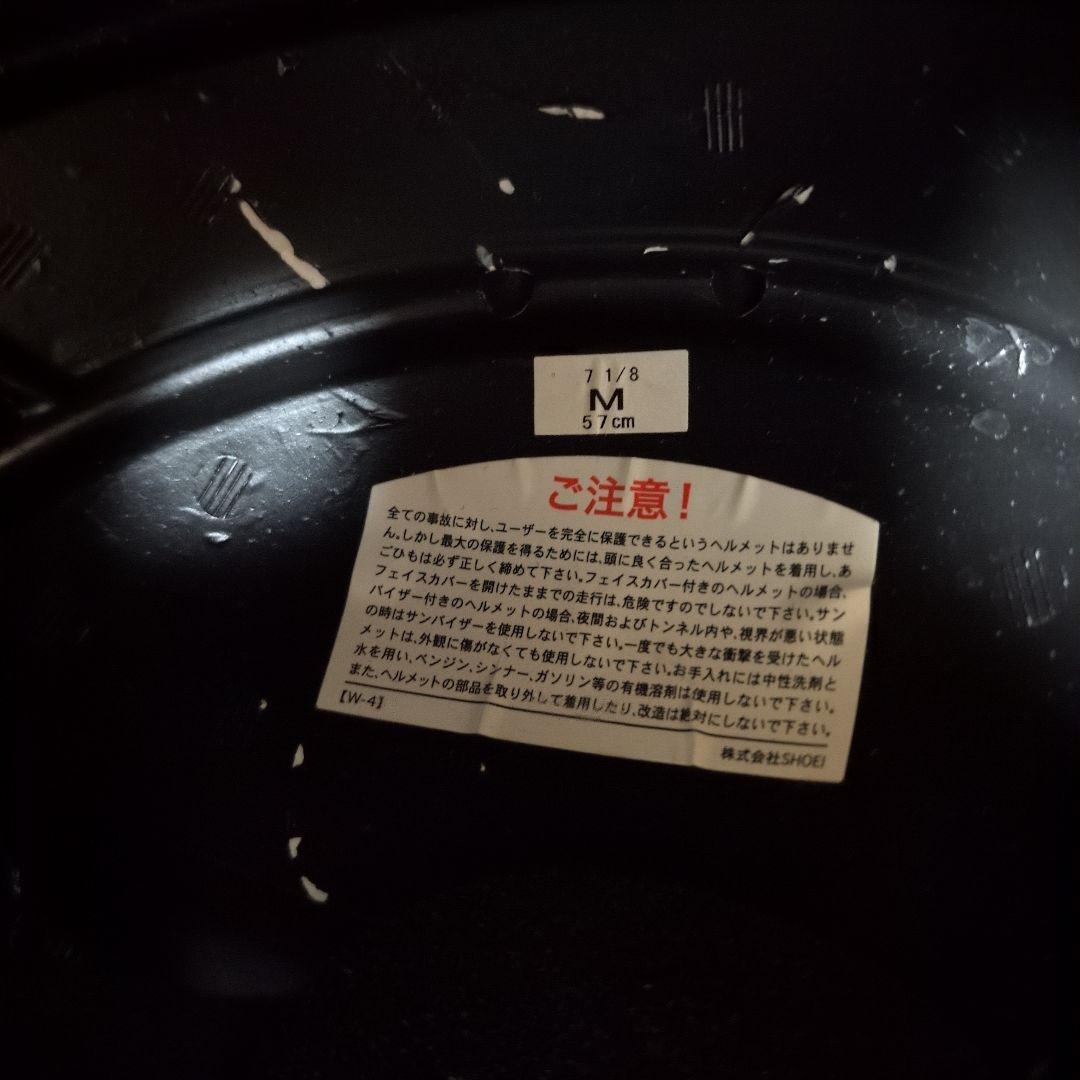 7 1/8
M
57cm
ご注意!
全ての事故に対し、ユーザーを完全に保護できるというヘルメットはありませ
ん。しかし最大の保護を得るためには、頭に良く合ったヘルメットを着用し、あ
ごひもは必ず正しく締めて下さい。フェイスカバー付きのヘルメットの場合、
フェイスカバーを開けたままでの走行は、危険ですのでしないで下さい。サン
バイザー付きのヘルメットの場合、夜間およびトンネル内や、視界が悪い状態
の時はサンバイザーを使用しないで下さい。一度でも大きな衝撃を受けたヘル
メットは、外観に傷がなくても使用しないで下さい。お手入れには中性洗剤と
水を用い、ベンジン、シンナー、ガソリン等の有機溶剤は使用しないで下さい。
また、ヘルメットの部品を取り外して着用したり、改造は絶対にしないで下さい。
【W-4】
株式会社SHOEI